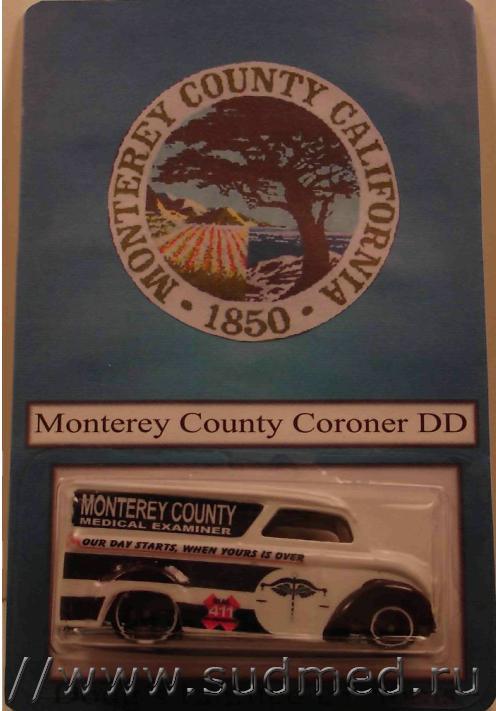 MONTEREY COUNTY CALIFORNIA
• 1850 •
Monterey County Coroner DD
MONTEREY COUNTY
MEDICAL EXAMINER
OUR DAY STARTS, WHEN YOURS IS OVER
411
//www.sudmed.ru